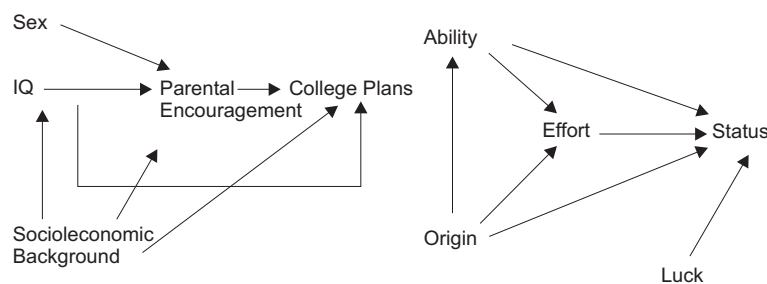 Sex
IQ
Parental
Encouragement
College Plans
Socioleconomic
Background
Ability
Effort
Status
Origin
Luck